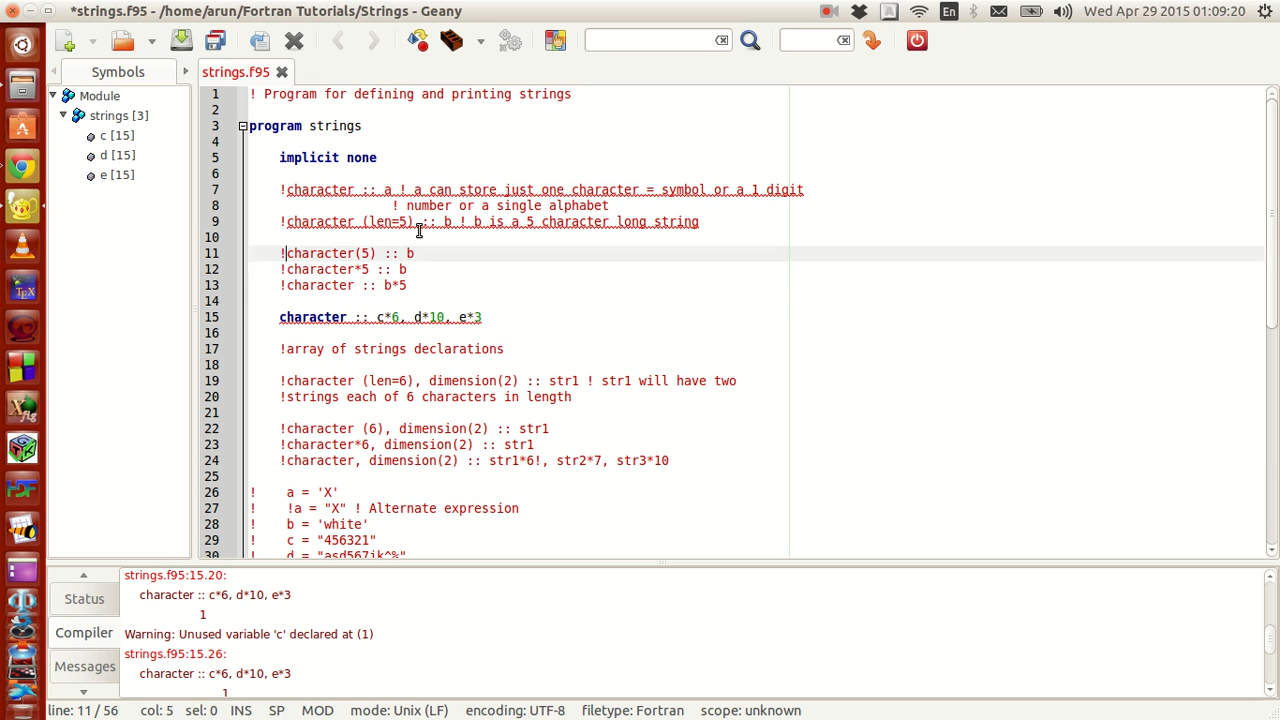 *strings.f95 - /home/arun/Fortran Tutorials/Strings - Geany
En
Wed Apr 29 2015 01:09:20
Symbols
strings.f95
Module
strings [3]
c [15]
d [15]
e [15]
1 ! Program for defining and printing strings
2
3 program strings
4
5 implicit none
6
7 !character :: a ! a can store just one character = symbol or a 1 digit
8 ! number or a single alphabet
9 !character (len=5) :: b ! b is a 5 character long string
10
11 !character(5) :: b
12 !character*5 :: b
13 !character :: b*5
14
15 character :: c*6, d*10, e*3
16
17 !array of strings declarations
18
19 !character (len=6), dimension(2) :: str1 ! str1 will have two
20 !strings each of 6 characters in length
21
22 !character (6), dimension(2) :: str1
23 !character*6, dimension(2) :: str1
24 !character, dimension(2) :: str1*6!, str2*7, str3*10
25
26 ! a = 'X'
27 ! !a = "X" ! Alternate expression
28 ! b = 'white'
29 ! c = "456321"
30 ! d = "asd567jk^%"
Status
Compiler
Messages
strings.f95:15.20:
character :: c*6, d*10, e*3
1
Warning: Unused variable 'c' declared at (1)
strings.f95:15.26:
character :: c*6, d*10, e*3
1
line: 11 / 56 col: 5 sel: 0 INS SP MOD mode: Unix (LF) encoding: UTF-8 filetype: Fortran scope: unknown